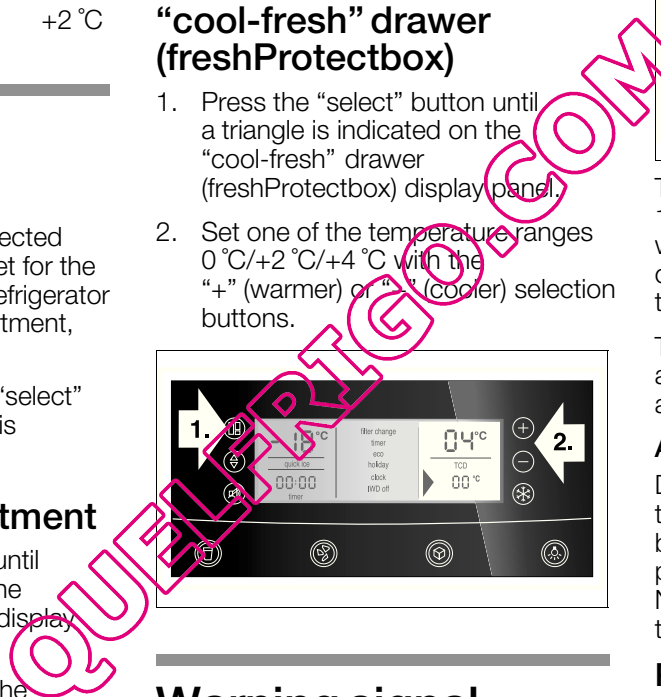 +2 °C
ected
et for the
efrigerator
tment,
“select”
is
tment
until
he
display
he
“cool-fresh” drawer
(freshProtectbox)
1. Press the “select” button until
a triangle is indicated on the
“cool-fresh” drawer
(freshProtectbox) display panel.
2. Set one of the temperature ranges
0 °C/+2 °C/+4 °C with the
“+” (warmer) or “–” (cooler) selection
buttons.
1.
-18°C
quick ice
00:00
timer
filter change
timer
eco
holiday
clock
IWD off
04°C
TCD
00 °C
2.
Warning signal
QUELFRIGO.COM